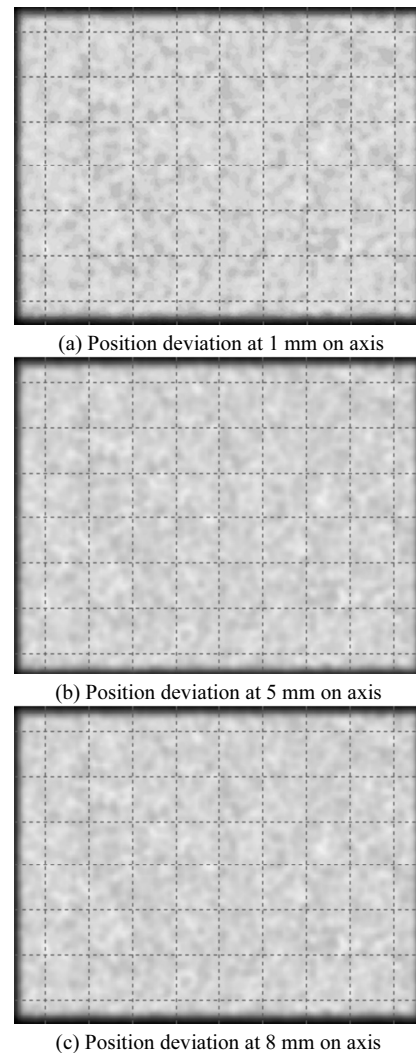 (a) Position deviation at 1 mm on axis
(b) Position deviation at 5 mm on axis
(c) Position deviation at 8 mm on axis